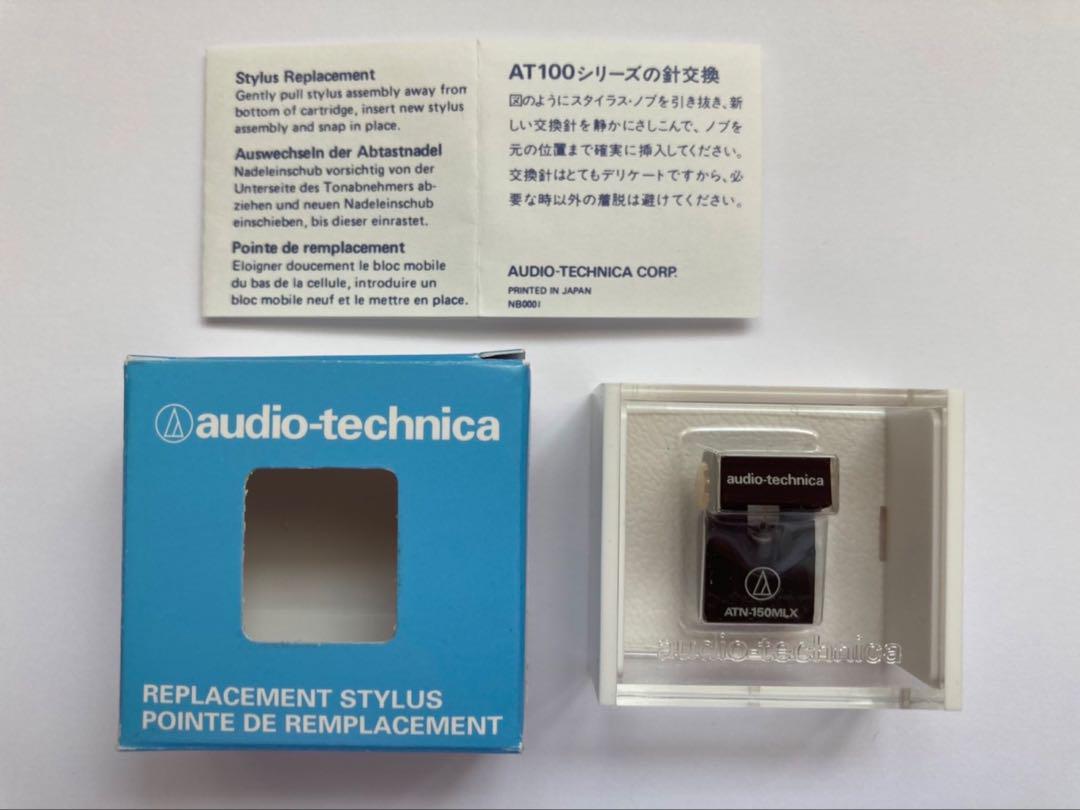 Stylus Replacement
Gently pull stylus assembly away from
bottom of cartridge, insert new stylus
assembly and snap in place.
Auswechseln der Abtastnadel
Nadeleinschub vorsichtig von der
Unterseite des Tonabnehmers ab-
ziehen und neuen Nadeleinschub
einschieben, bis dieser einrastet.
Pointe de remplacement
Eloigner doucement le bloc mobile
du bas de la cellule, introduire un
bloc mobile neuf et le mettre en place.
AT100シリーズの針交換
図のようにスタイラス・ノブを引き抜き、新
しい交換針を静かにさしこんで、ノブを
元の位置まで確実に挿入してください。
交換針はとてもデリケートですから、必
要な時以外の着脱は避けてください。
AUDIO-TECHNICA CORP.
PRINTED IN JAPAN
NB0001
audio-technica
REPLACEMENT STYLUS
POINTE DE REMPLACEMENT
audio-technica
ATN-150MLX
audio-technica